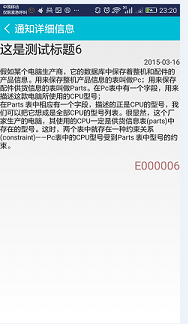 中国移动
仅限紧急呼叫
23:20
通知详细信息
这是测试标题6
2015-03-16
假如某个电脑生产商，它的数据库中保存着整机和配件的
产品信息。用来保存整机产品信息的表叫做Pc；用来保存
配件供货信息的表叫做Parts。在Pc表中有一个字段，用来
描述这款电脑所使用的CPU型号；
在Parts 表中相应有一个字段，描述的正是CPU的型号，我
们可以把它想成是全部CPU的型号列表。很显然，这个厂
家生产的电脑，其使用的CPU一定是供货信息表(parts)中
存在的型号。这时，两个表中就存在一种约束关系
(constraint)——Pc表中的CPU型号受到Parts 表中型号的约
束。
E000006